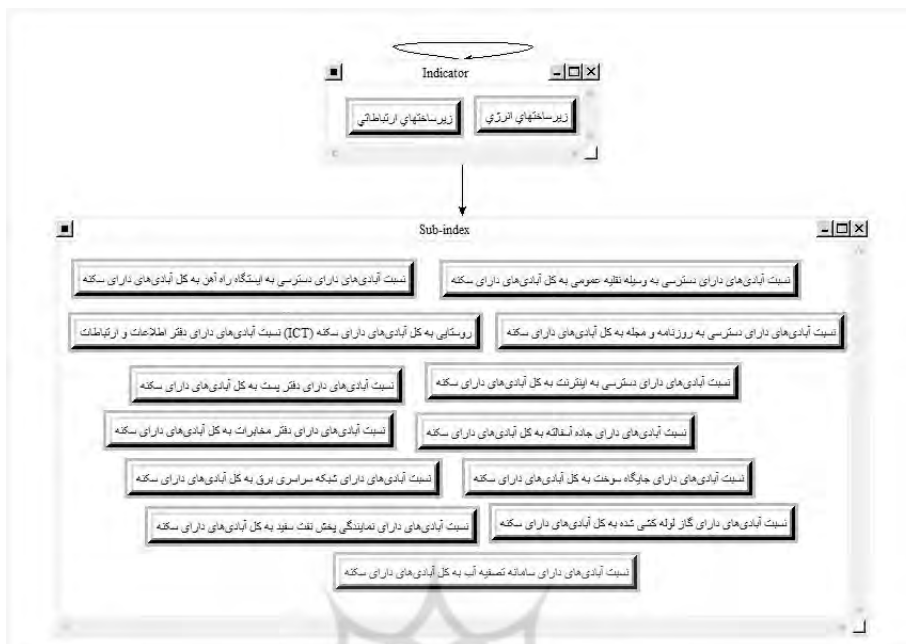 Indicator
زیرساختهاي انرژي
زیرساختهاي ارتباطاتي
Sub-index
نسبت آبادی‌های دارای دسترسی به وسیله نقلیه عمومی به کل آبادی‌های دارای سکنه
نسبت آبادی‌های دارای دسترسی به ایستگاه راه آهن به کل آبادی‌های دارای سکنه
نسبت آبادی‌های دارای دسترسی به روزنامه و مجله به کل آبادی‌های دارای سکنه
روستایی به کل آبادی‌های دارای سکنه (ICT) نسبت آبادی‌های دارای دفتر اطلاعات و ارتباطات
نسبت آبادی‌های دارای دسترسی به اینترنت به کل آبادی‌های دارای سکنه
نسبت آبادی‌های دارای دفتر پست به کل آبادی‌های دارای سکنه
نسبت آبادی‌های دارای جاده آسفالته به کل آبادی‌های دارای سکنه
نسبت آبادی‌های دارای دفتر مخابرات به کل آبادی‌های دارای سکنه
نسبت آبادی‌های دارای جایگاه سوخت به کل آبادی‌های دارای سکنه
نسبت آبادی‌های دارای شبکه سراسری برق به کل آبادی‌های دارای سکنه
نسبت آبادی‌های دارای گاز لوله کشی شده به کل آبادی‌های دارای سکنه
نسبت آبادی‌های دارای نمایندگی پخش نفت سفید به کل آبادی‌های دارای سکنه
نسبت آبادی‌های دارای سامانه تصفیه آب به کل آبادی‌های دارای سکنه